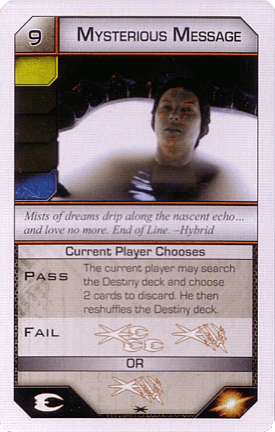 9 MYSTERIOUS MESSAGE
Mists of dreams drip along the nascent echo...
and love no more. End of Line. –Hybrid
Current Player Chooses
PASS
The current player may search
the Destiny deck and choose
2 cards to discard. He then
reshuffles the Destiny deck.
FAIL
OR